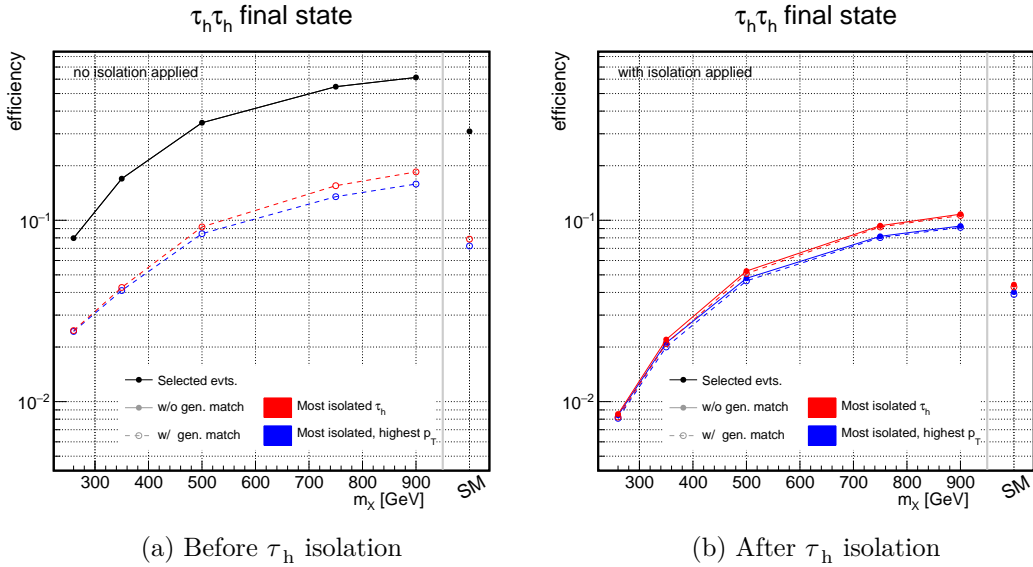 τhτh final state
efficiency
no isolation applied
10⁻¹
10⁻²
Selected evts.
w/o gen. match
w/ gen. match
Most isolated τh
Most isolated, highest pT
300 400 500 600 700 800 900 SM
mX [GeV]
(a) Before τh isolation
τhτh final state
efficiency
with isolation applied
10⁻¹
10⁻²
Selected evts.
w/o gen. match
w/ gen. match
Most isolated τh
Most isolated, highest pT
300 400 500 600 700 800 900 SM
mX [GeV]
(b) After τh isolation